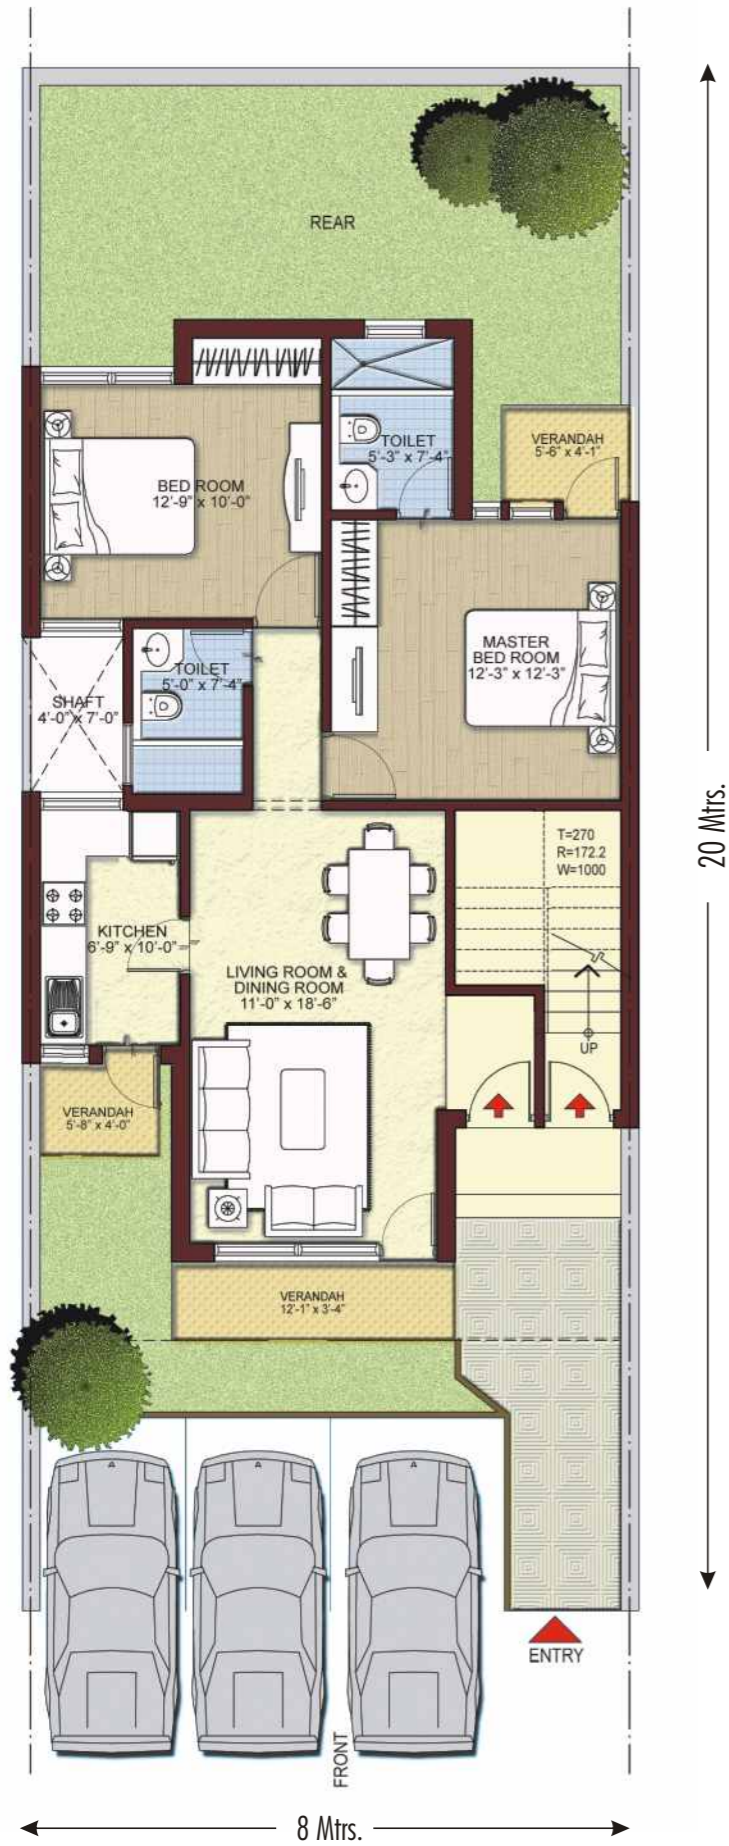 REAR
TOILET
5'-3" x 7'-4"
VERANDAH
5'-6" x 4'-1"
BED ROOM
12'-9" x 10'-0"
MASTER
BED ROOM
12'-3" x 12'-3"
TOILET
5'-0" x 7'-4"
SHAFT
4'-0" x 7'-0"
20 Mtrs.
T=270
R=172.2
W=1000
KITCHEN
6'-9" x 10'-0"
LIVING ROOM &
DINING ROOM
11'-0" x 18'-6"
UP
VERANDAH
5'-8" x 4'-0"
VERANDAH
12'-1" x 3'-4"
ENTRY
FRONT
8 Mtrs.